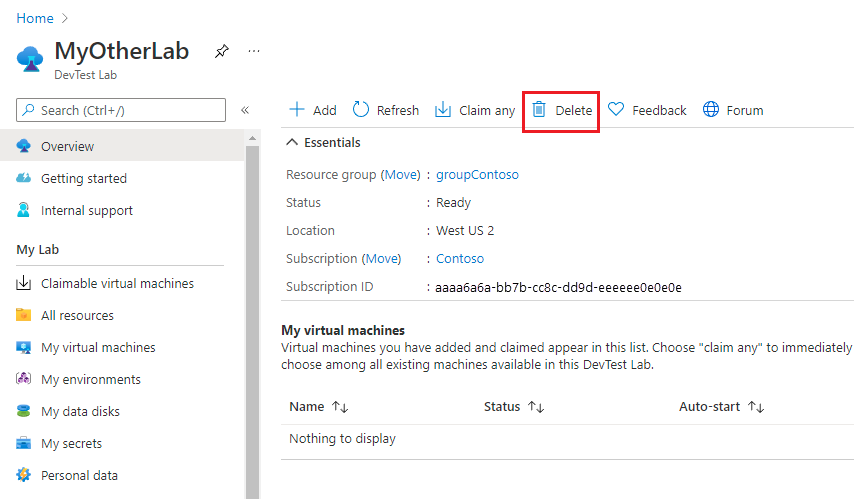 Home
MyOtherLab
DevTest Lab
Search (Ctrl+/)
Overview
Getting started
Internal support
My Lab
Claimable virtual machines
All resources
My virtual machines
My environments
My data disks
My secrets
Personal data
Add Refresh Claim any Delete Feedback Forum
Essentials
Resource group (Move) : groupContoso
Status : Ready
Location : West US 2
Subscription (Move) : Contoso
Subscription ID : aaaa6a6a-bb7b-cc8c-dd9d-eeeeee0e0e0e
My virtual machines
Virtual machines you have added and claimed appear in this list. Choose "claim any" to immediately
choose among all existing machines available in this DevTest Lab.
Name Status Auto-start
Nothing to display